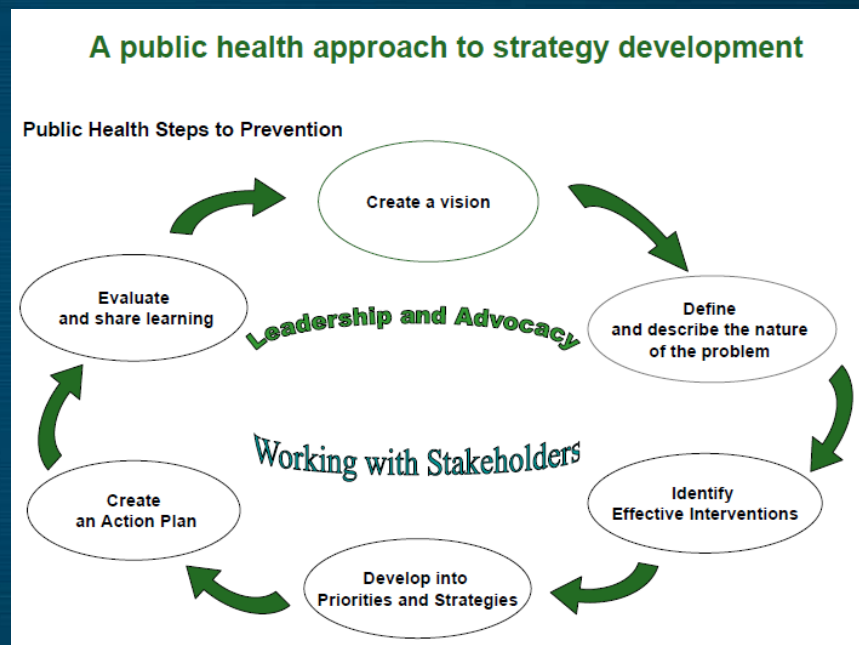 A public health approach to strategy development
Public Health Steps to Prevention
Create a vision
Define
and describe the nature
of the problem
Identify
Effective Interventions
Develop into
Priorities and Strategies
Create
an Action Plan
Evaluate
and share learning
Leadership and Advocacy
Working with Stakeholders